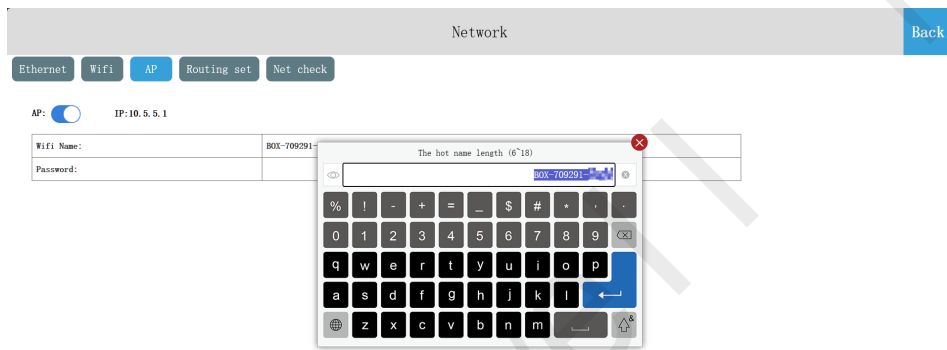 Network
Back
Ethernet
Wifi
AP
Routing set
Net check
AP:
IP:10.5.5.1
Wifi Name:
BOX-709291-
Password:
The hot name length (6~18)
BOX-709291-
% ! - + = _ $ # * , .
0 1 2 3 4 5 6 7 8 9
q w e r t y u i o p
a s d f g h j k l
z x c v b n m
&